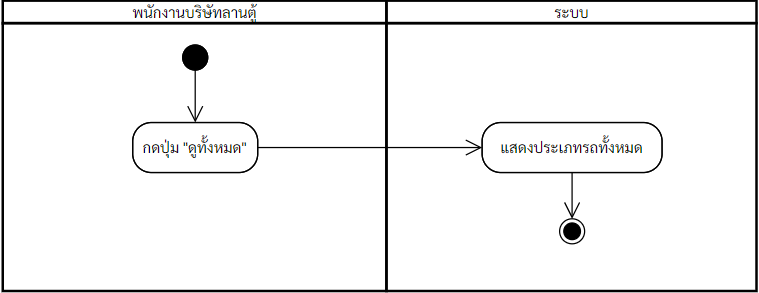 พนักงานบริษัทลานตู้
ระบบ
กดปุ่ม "ดูทั้งหมด"
แสดงประเภทรถทั้งหมด